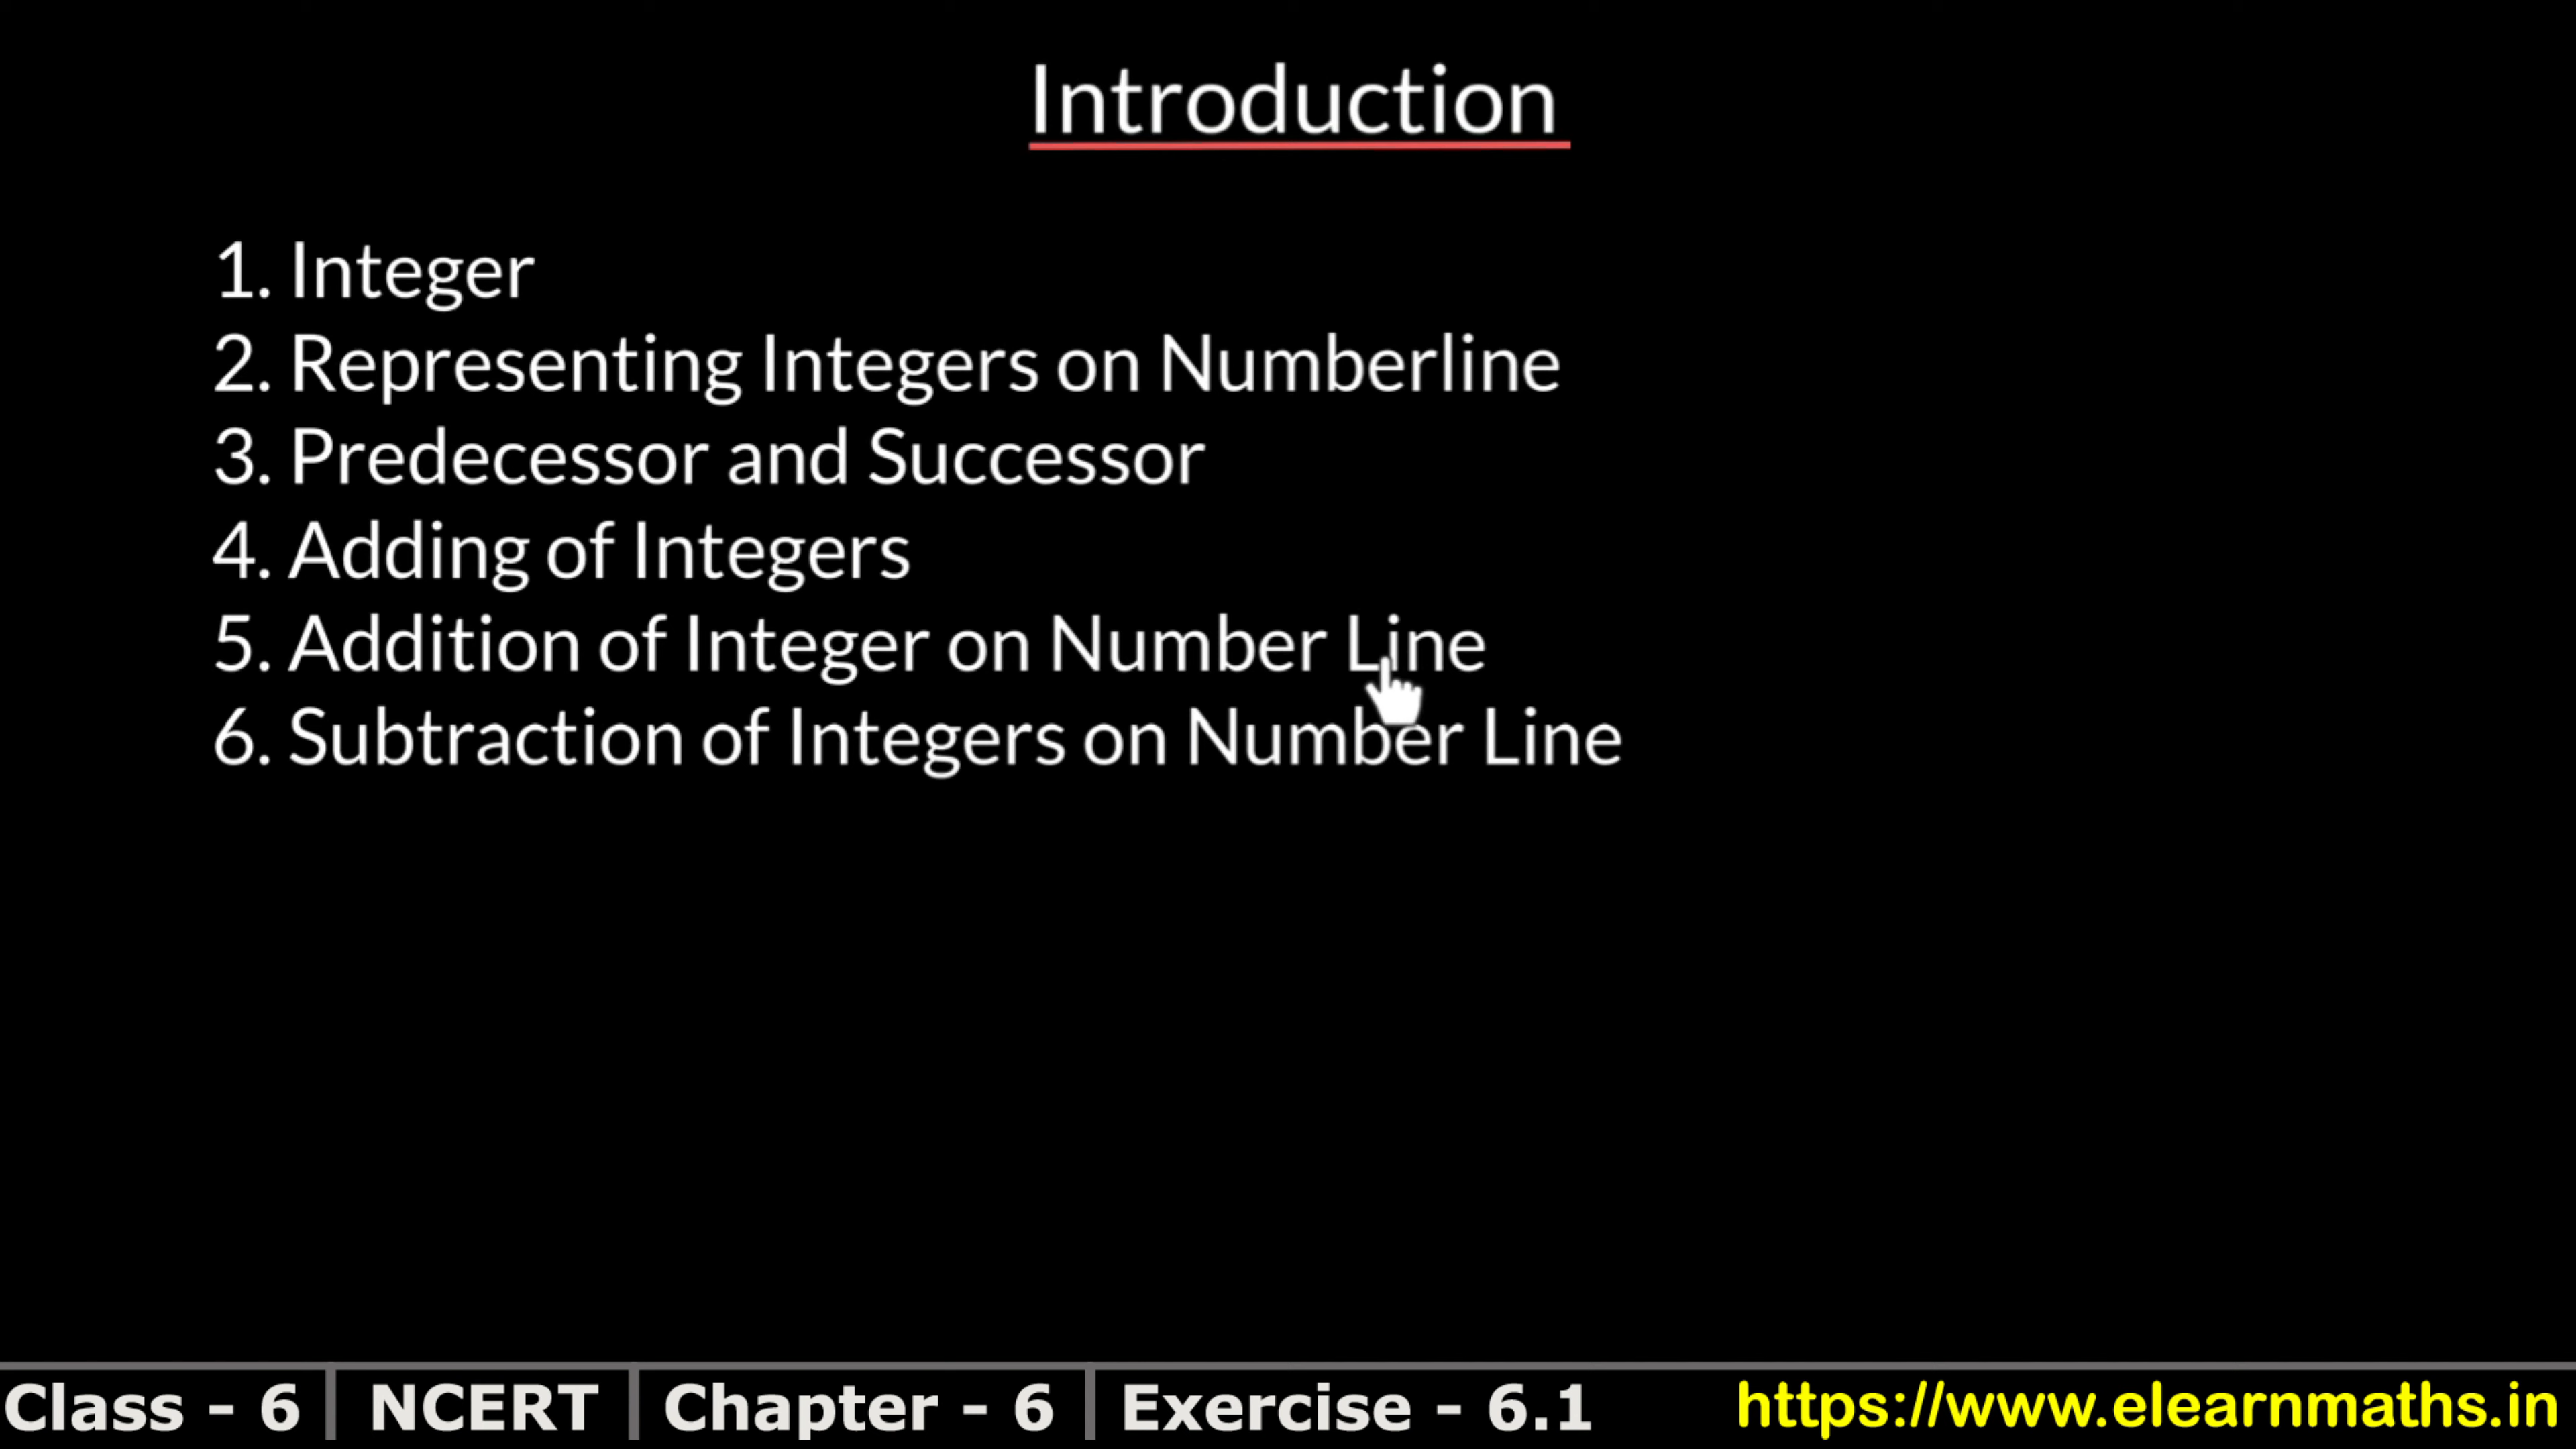 Introduction
1. Integer
2. Representing Integers on Numberline
3. Predecessor and Successor
4. Adding of Integers
5. Addition of Integer on Number Line
6. Subtraction of Integers on Number Line
Class - 6 | NCERT | Chapter - 6 | Exercise - 6.1 https://www.elearnmaths.in